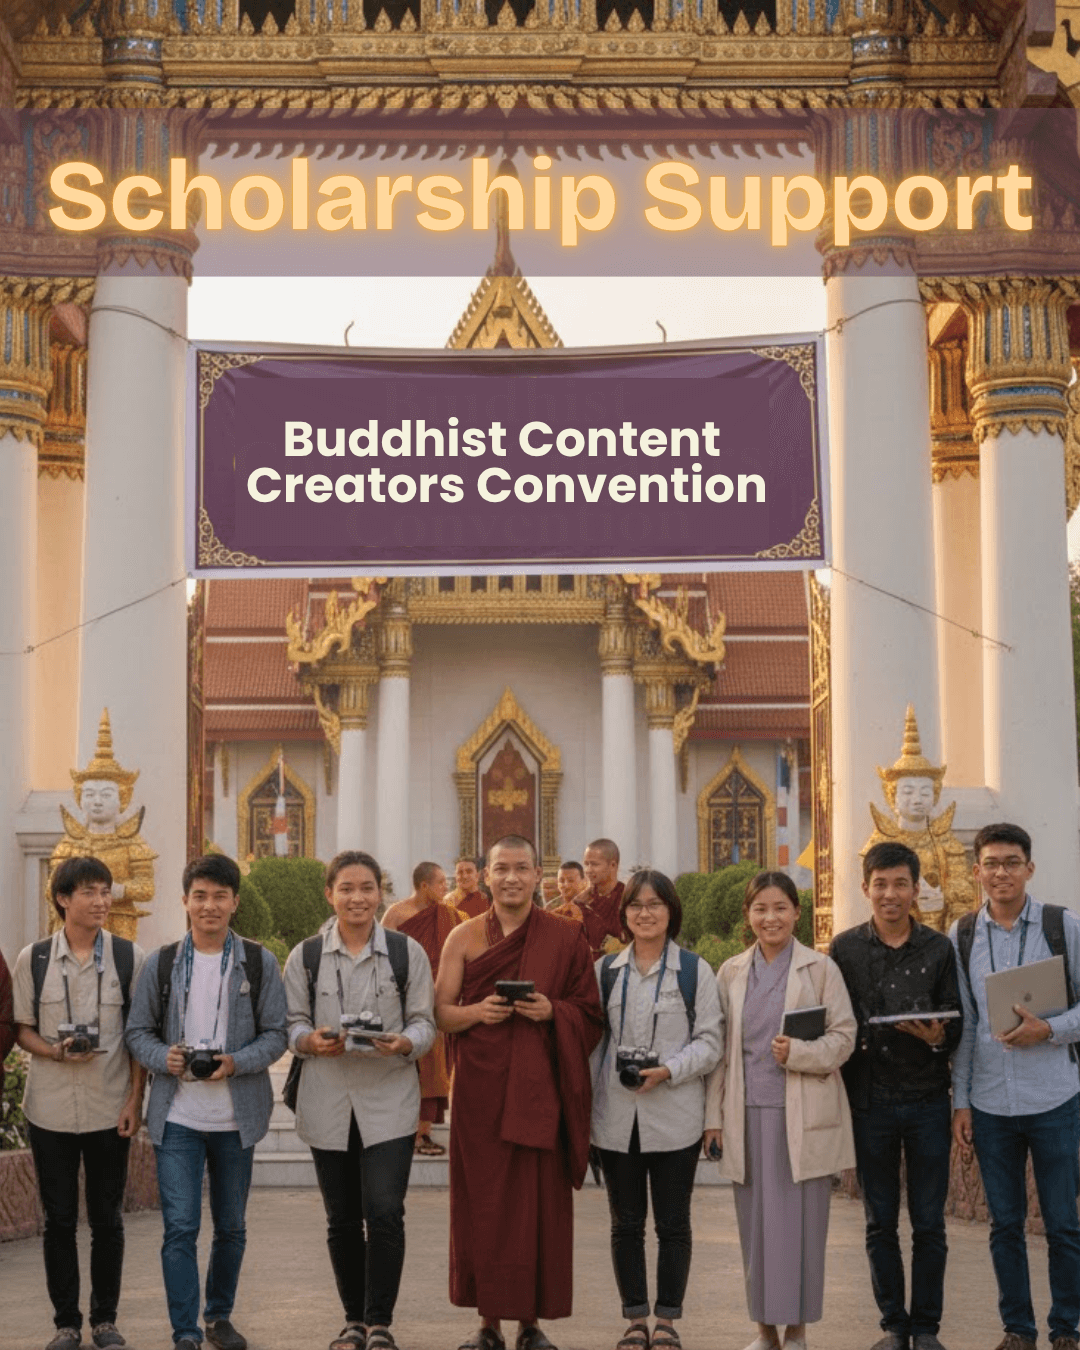 Scholarship Support
Buddhist Content
Creators Convention